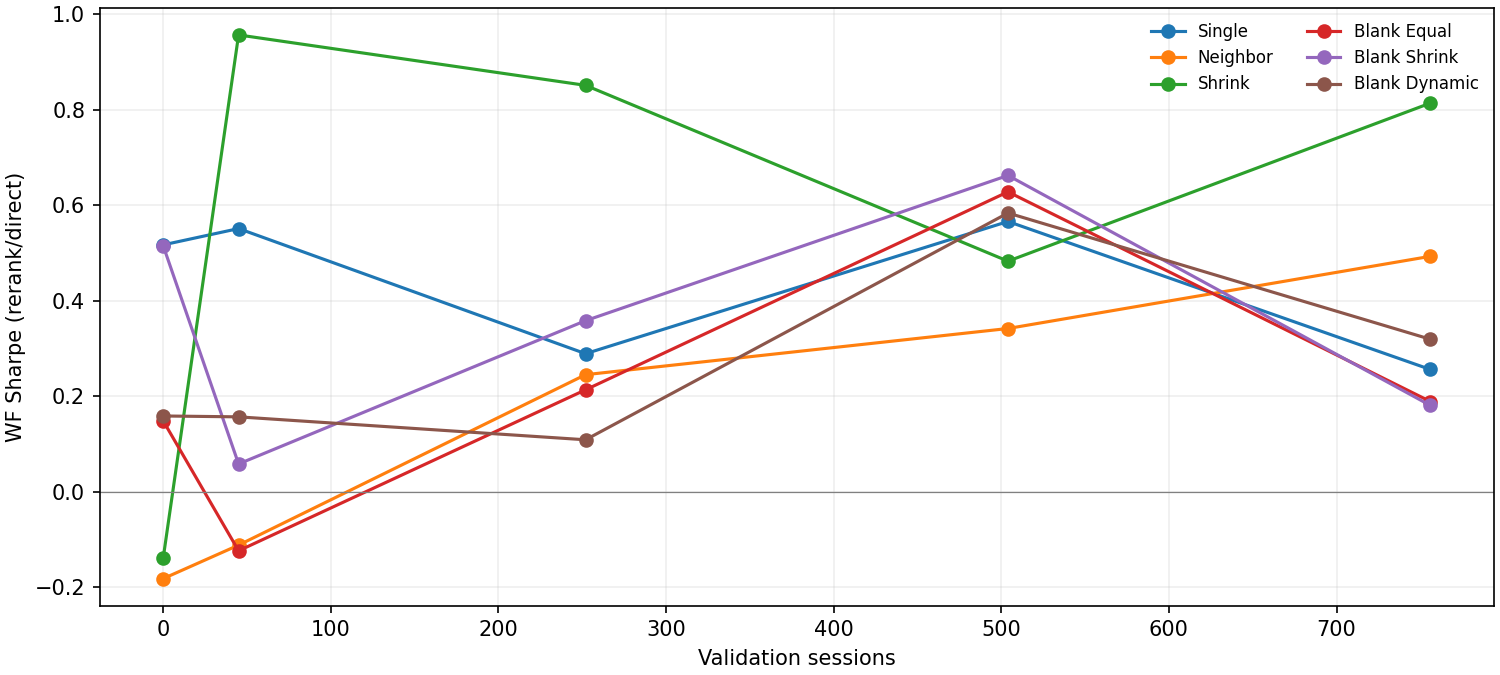 1.0
0.8
0.6
0.4
0.2
0.0
−0.2
WF Sharpe (rerank/direct)
Single
Neighbor
Shrink
Blank Equal
Blank Shrink
Blank Dynamic
0 100 200 300 400 500 600 700
Validation sessions